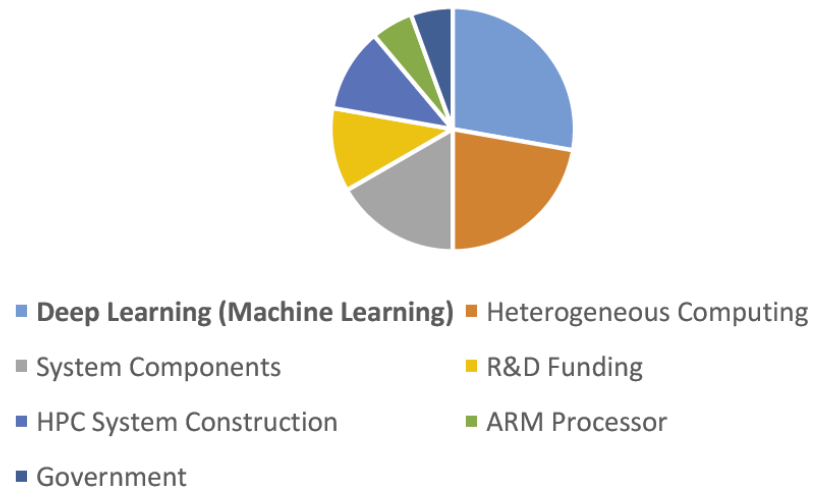 Deep Learning (Machine Learning) Heterogeneous Computing
System Components R&D Funding
HPC System Construction ARM Processor
Government